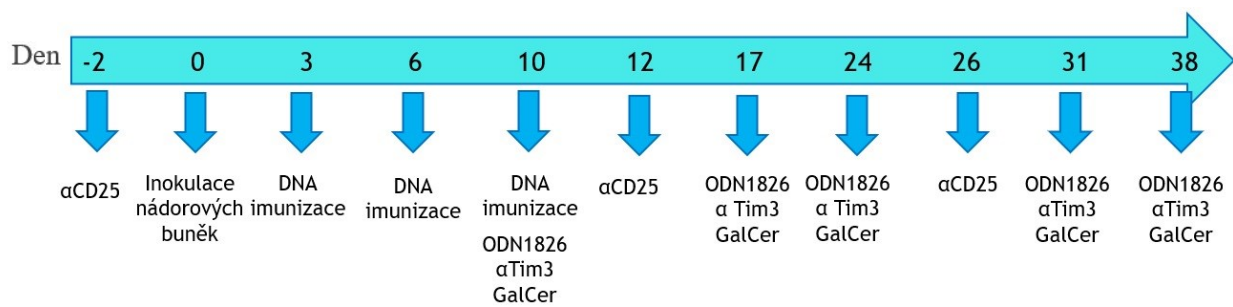 Den -2 0 3 6 10 12 17 24 26 31 38
αCD25
Inokulace
nádorových
buněk
DNA
imunizace
DNA
imunizace
DNA
imunizace
ODN1826
αTim3
GalCer
αCD25
ODN1826
α Tim3
GalCer
ODN1826
α Tim3
GalCer
αCD25
ODN1826
αTim3
GalCer
ODN1826
αTim3
GalCer